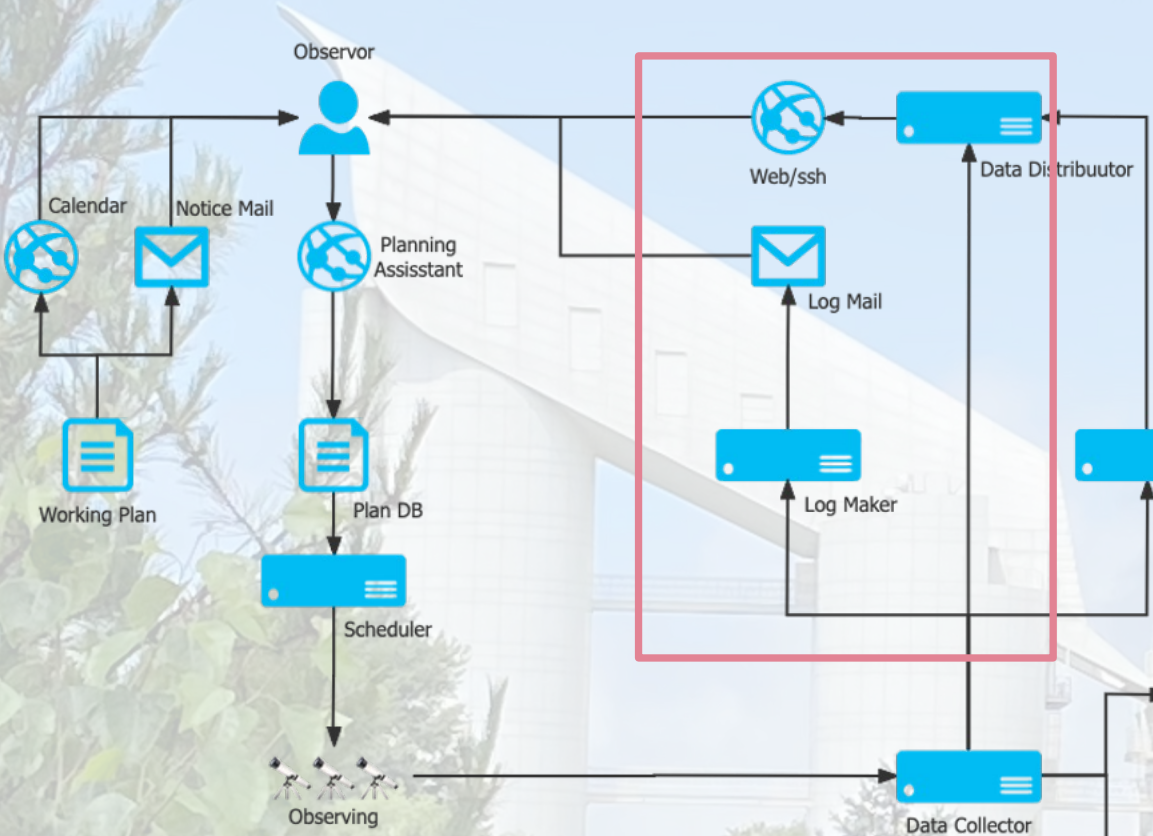 Observor
Web/ssh
Data Distribuutor
Calendar
Notice Mail
Planning
Assisstant
Log Mail
Working Plan
Plan DB
Log Maker
Scheduler
Observing
Data Collector